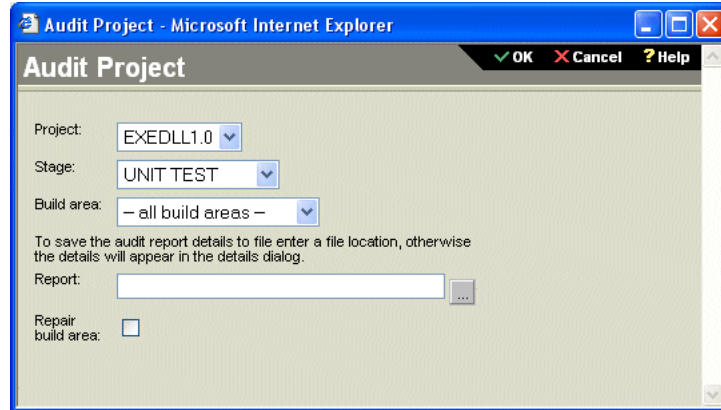 Audit Project - Microsoft Internet Explorer
Audit Project
OK Cancel ? Help
Project: EXEDLL1.0
Stage: UNIT TEST
Build area: – all build areas –
To save the audit report details to file enter a file location, otherwise
the details will appear in the details dialog.
Report: ...
Repair
build area: